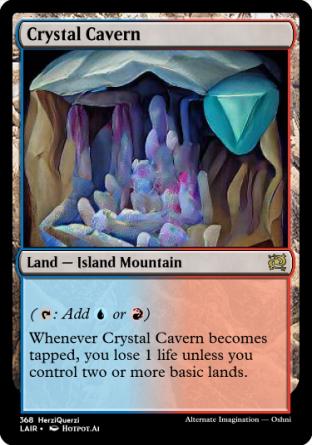 Crystal Cavern
Land — Island Mountain
( : Add or )
Whenever Crystal Cavern becomes
tapped, you lose 1 life unless you
control two or more basic lands.
368 HerziQuerzi
LAIR • Hotpot.Ai
Alternate Imagination — Oshni